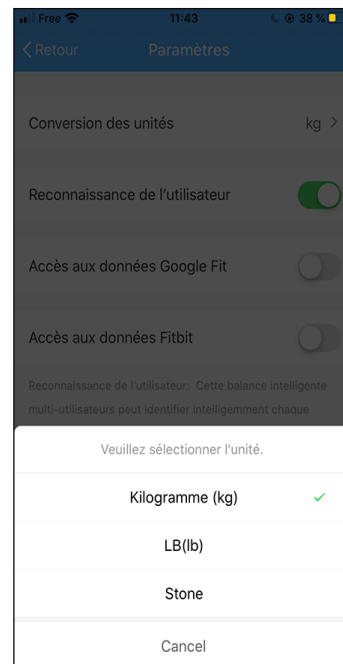 Free 11:43 38 %
Retour Paramètres
Conversion des unités kg
Reconnaissance de l'utilisateur
Accès aux données Google Fit
Accès aux données Fitbit
Reconnaissance de l'utilisateur: Cette balance intelligente
multi-utilisateurs peut identifier intelligemment chaque
Veuillez sélectionner l'unité.
Kilogramme (kg)
LB(lb)
Stone
Cancel